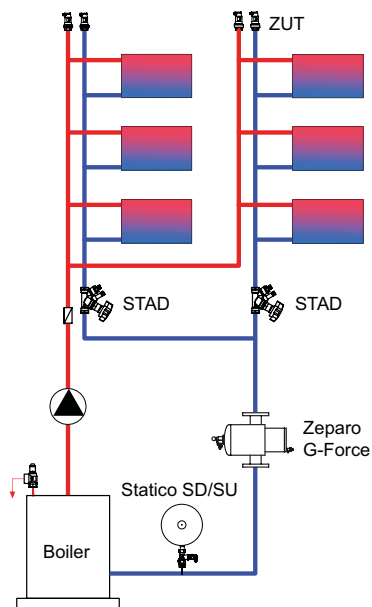 ZUT
STAD
STAD
Zeparo
G-Force
Statico SD/SU
Boiler